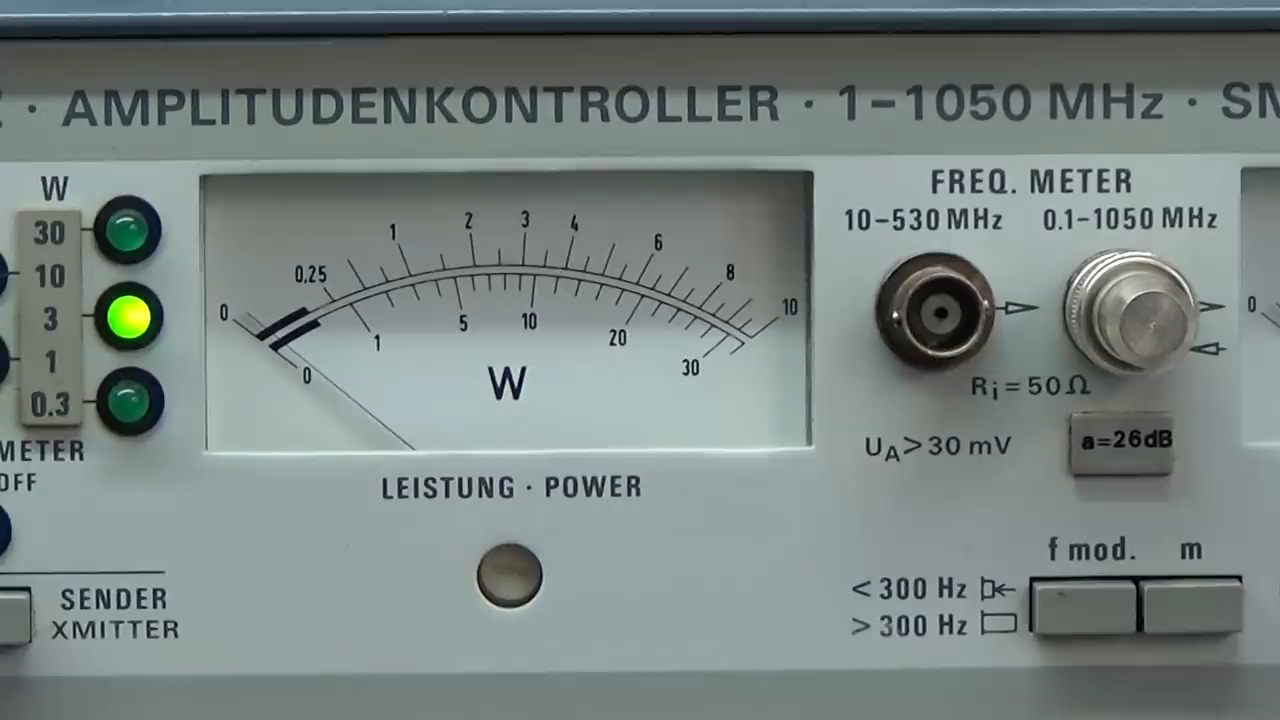 · AMPLITUDENKONTROLLER · 1–1050 MHz · SM
W
30
10
3
1
0.3
METER
OFF
SENDER
XMITTER
0 0.25 1 2 3 4 6 8 10
0 1 5 10 20 30
W
LEISTUNG · POWER
FREQ. METER
10–530 MHz 0.1–1050 MHz
Ri = 50 Ω
UA > 30 mV
a=26dB
f mod. m
< 300 Hz
> 300 Hz
0